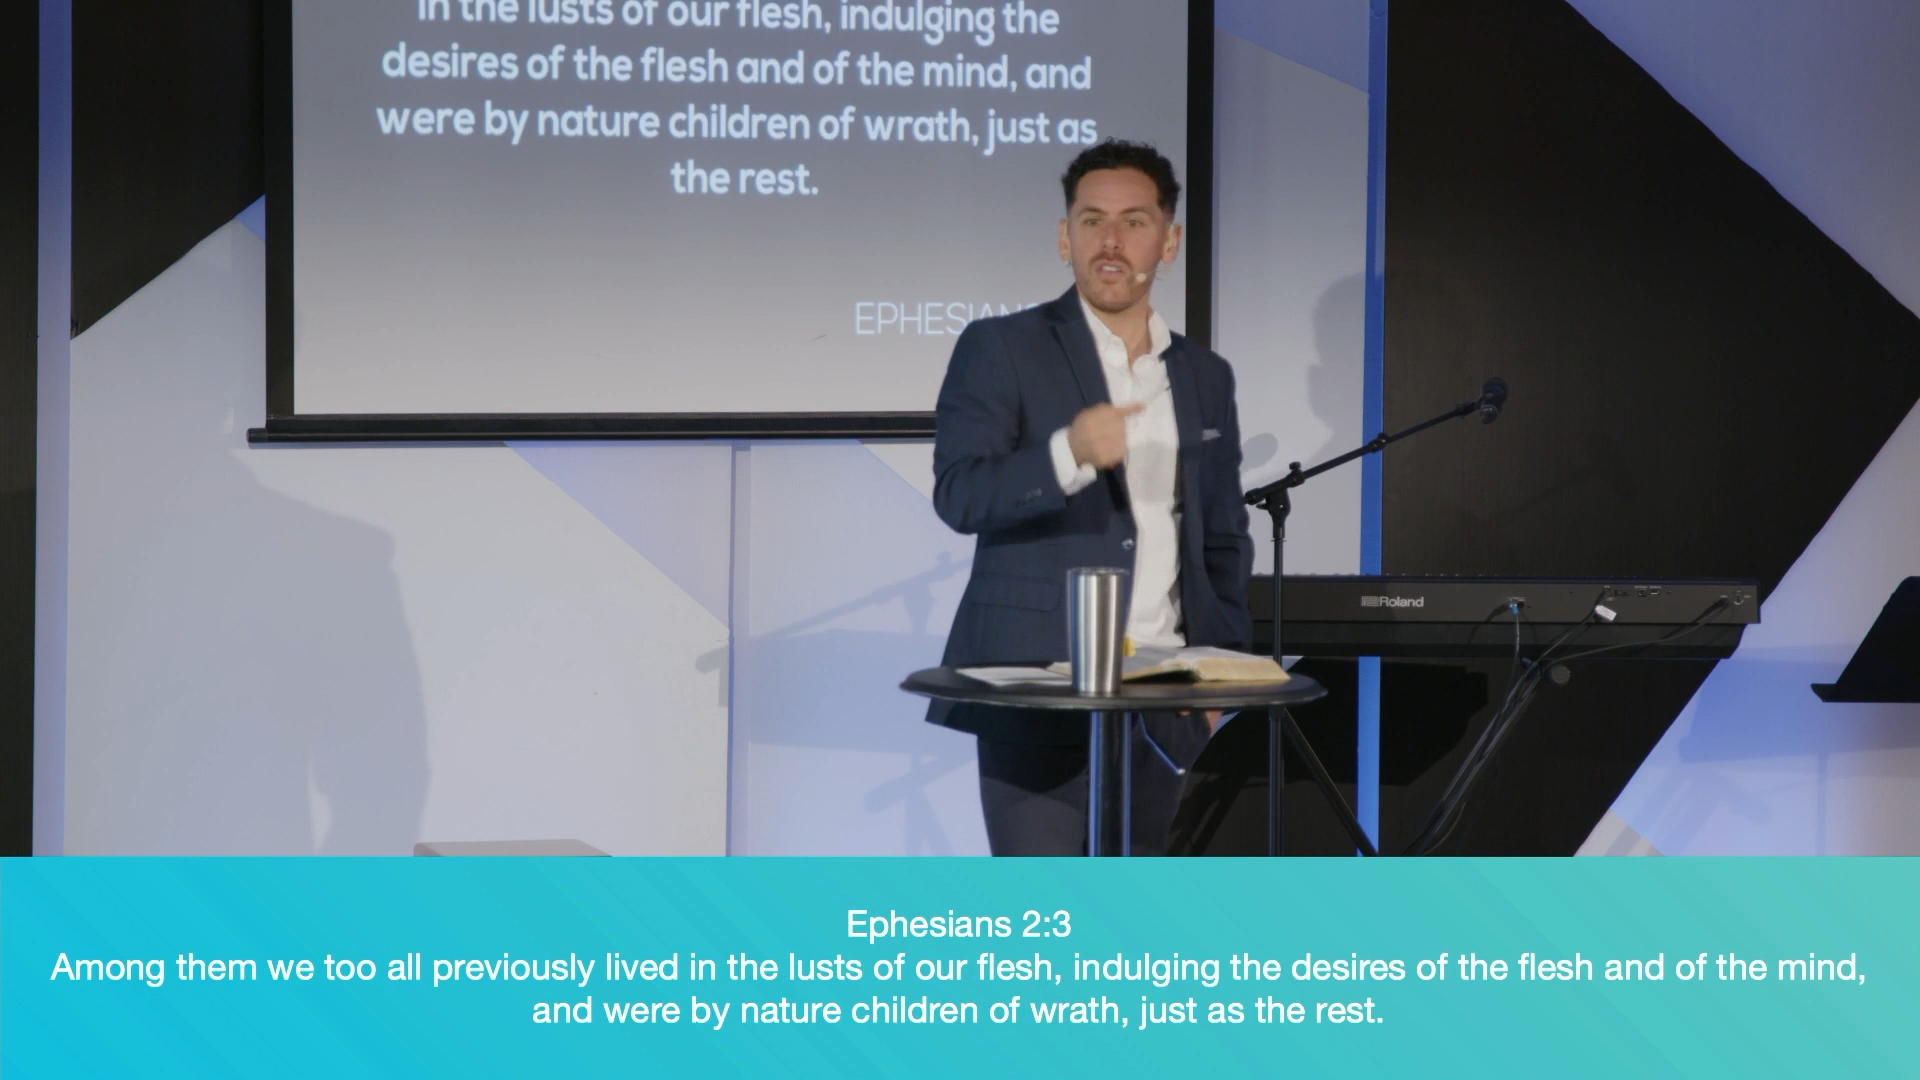 in the lusts of our flesh, indulging the
desires of the flesh and of the mind, and
were by nature children of wrath, just as
the rest.
Roland
Ephesians 2:3
Among them we too all previously lived in the lusts of our flesh, indulging the desires of the flesh and of the mind,
and were by nature children of wrath, just as the rest.